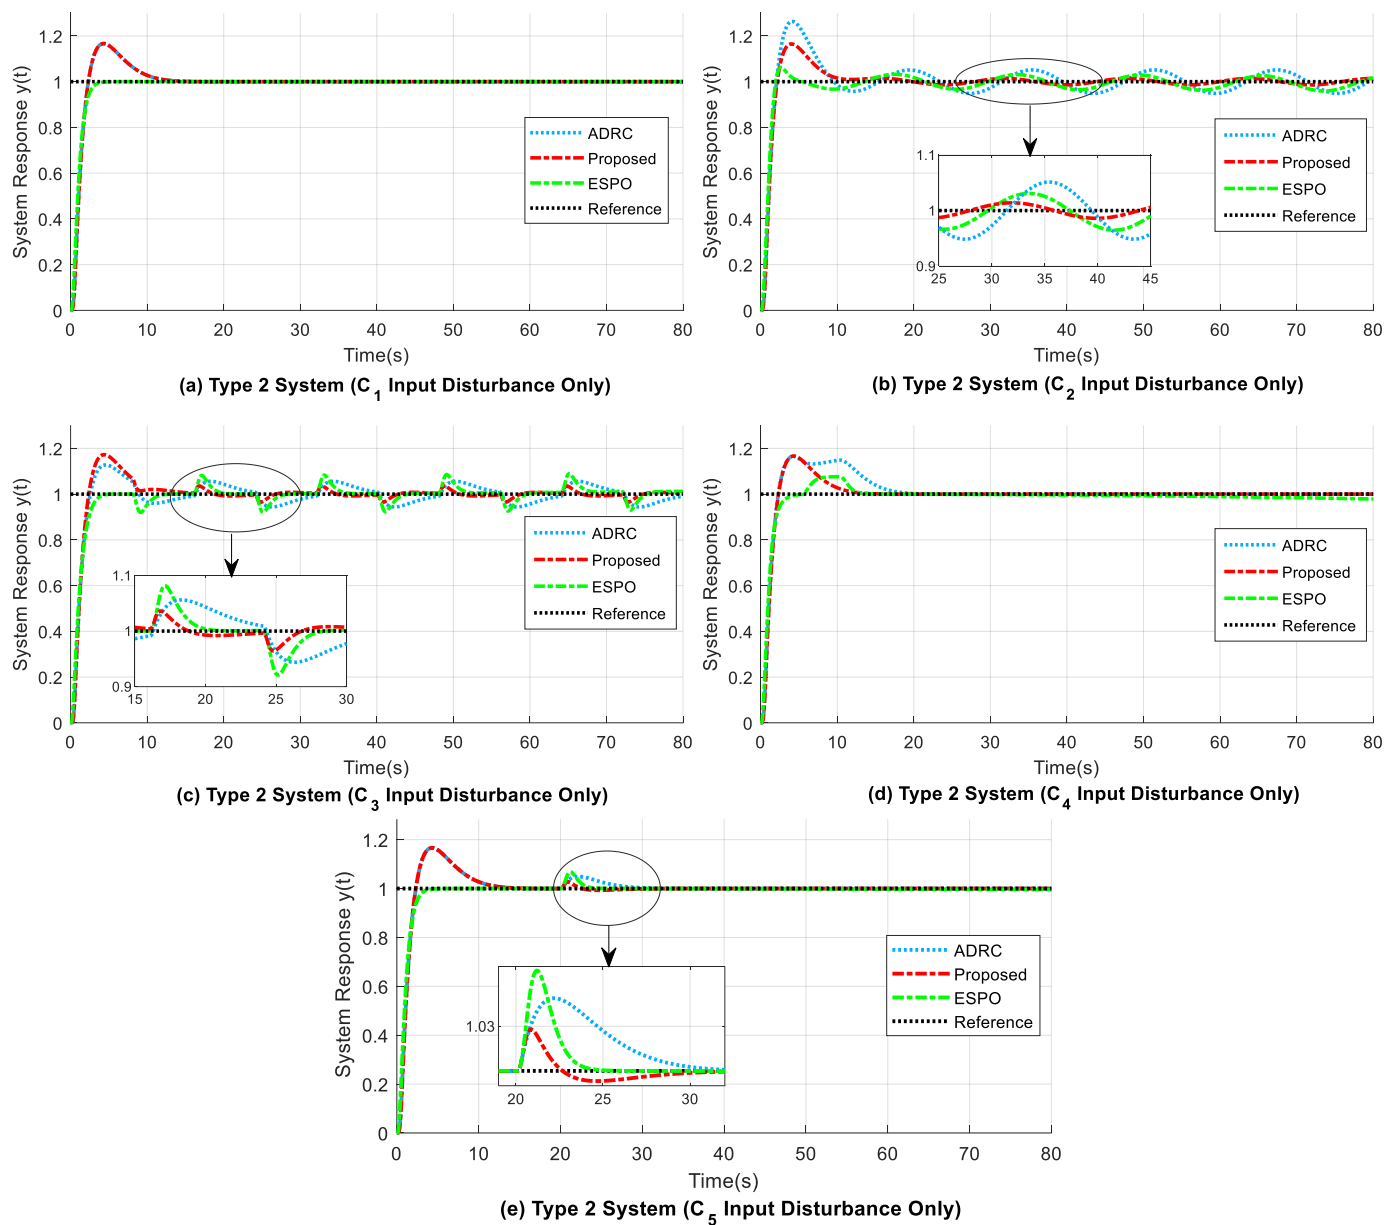 System Response y(t)
1.2
1
0.8
0.6
0.4
0.2
0
ADRC
Proposed
ESPO
Reference
0 10 20 30 40 50 60 70 80
Time(s)
(a) Type 2 System (C1 Input Disturbance Only)
System Response y(t)
1.2
1
0.8
0.6
0.4
0.2
0
ADRC
Proposed
ESPO
Reference
1.1
1
0.9
25 30 35 40 45
0 10 20 30 40 50 60 70 80
Time(s)
(b) Type 2 System (C2 Input Disturbance Only)
System Response y(t)
1.2
1
0.8
0.6
0.4
0.2
0
ADRC
Proposed
ESPO
Reference
1.1
1
0.9
15 20 25 30
0 10 20 30 40 50 60 70 80
Time(s)
(c) Type 2 System (C3 Input Disturbance Only)
System Response y(t)
1.2
1
0.8
0.6
0.4
0.2
0
ADRC
Proposed
ESPO
Reference
0 10 20 30 40 50 60 70 80
Time(s)
(d) Type 2 System (C4 Input Disturbance Only)
System Response y(t)
1.2
1
0.8
0.6
0.4
0.2
0
ADRC
Proposed
ESPO
Reference
1.03
20 25 30
0 10 20 30 40 50 60 70 80
Time(s)
(e) Type 2 System (C5 Input Disturbance Only)